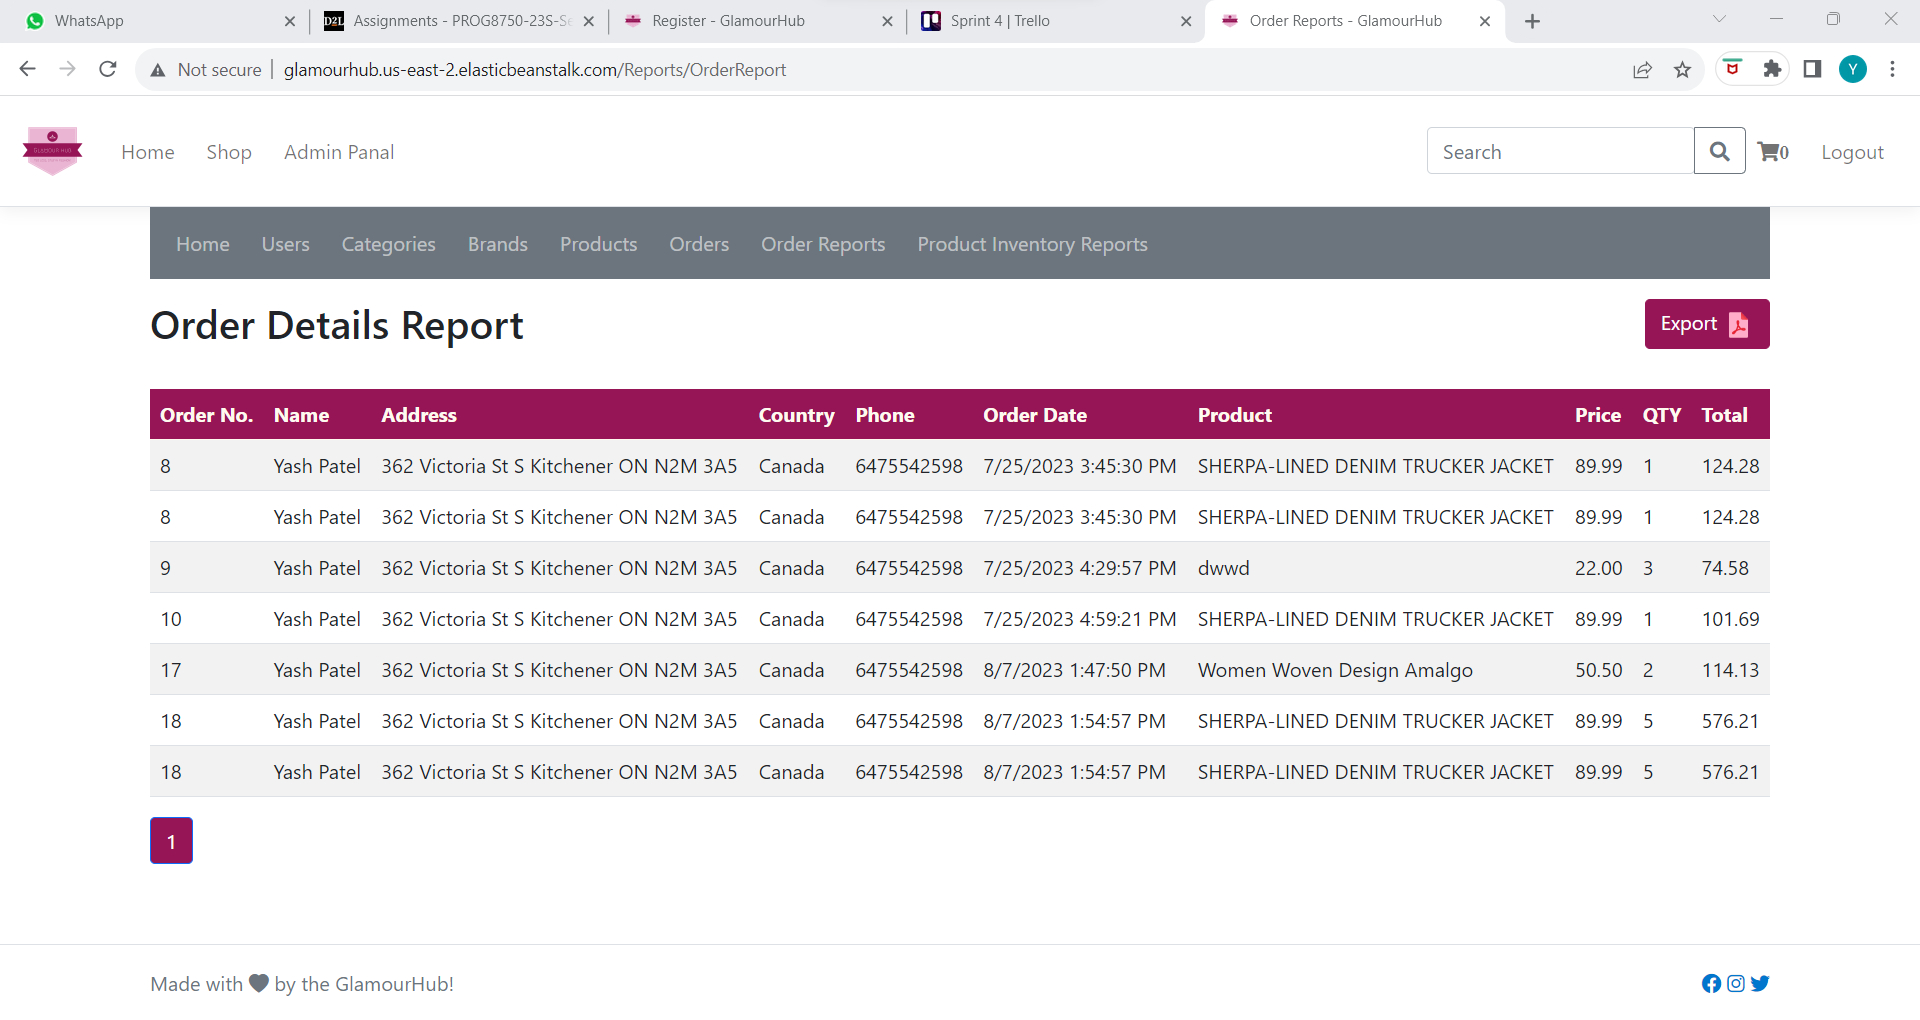 WhatsApp
D2L Assignments - PROG8750-23S-Se
Register - GlamourHub
Sprint 4 | Trello
Order Reports - GlamourHub
Not secure | glamourhub.us-east-2.elasticbeanstalk.com/Reports/OrderReport
Y
GLAMOUR HUB
Home Shop Admin Panal
Search
0
Logout
Home Users Categories Brands Products Orders Order Reports Product Inventory Reports
Order Details Report
Export
Order No. Name Address Country Phone Order Date Product Price QTY Total
8 Yash Patel 362 Victoria St S Kitchener ON N2M 3A5 Canada 6475542598 7/25/2023 3:45:30 PM SHERPA-LINED DENIM TRUCKER JACKET 89.99 1 124.28
8 Yash Patel 362 Victoria St S Kitchener ON N2M 3A5 Canada 6475542598 7/25/2023 3:45:30 PM SHERPA-LINED DENIM TRUCKER JACKET 89.99 1 124.28
9 Yash Patel 362 Victoria St S Kitchener ON N2M 3A5 Canada 6475542598 7/25/2023 4:29:57 PM dwwd 22.00 3 74.58
10 Yash Patel 362 Victoria St S Kitchener ON N2M 3A5 Canada 6475542598 7/25/2023 4:59:21 PM SHERPA-LINED DENIM TRUCKER JACKET 89.99 1 101.69
17 Yash Patel 362 Victoria St S Kitchener ON N2M 3A5 Canada 6475542598 8/7/2023 1:47:50 PM Women Woven Design Amalgo 50.50 2 114.13
18 Yash Patel 362 Victoria St S Kitchener ON N2M 3A5 Canada 6475542598 8/7/2023 1:54:57 PM SHERPA-LINED DENIM TRUCKER JACKET 89.99 5 576.21
18 Yash Patel 362 Victoria St S Kitchener ON N2M 3A5 Canada 6475542598 8/7/2023 1:54:57 PM SHERPA-LINED DENIM TRUCKER JACKET 89.99 5 576.21
1
Made with by the GlamourHub!